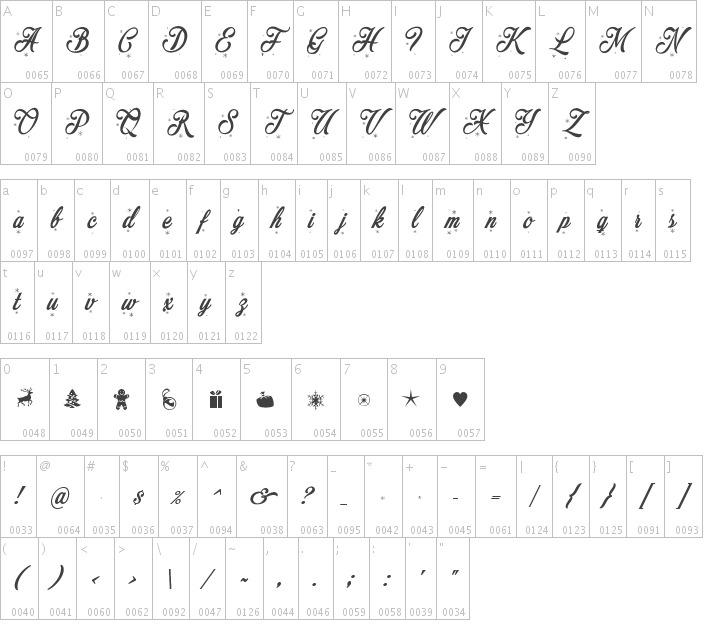 A B C D E F G H I J K L M N
A B C D E F G H I J K L M N
0065 0066 0067 0068 0069 0070 0071 0072 0073 0074 0075 0076 0077 0078
O P Q R S T U V W X Y Z
O P Q R S T U V W X Y Z
0079 0080 0081 0082 0083 0084 0085 0086 0087 0088 0089 0090
a b c d e f g h i j k l m n o p q r s
a b c d e f g h i j k l m n o p q r s
0097 0098 0099 0100 0101 0102 0103 0104 0105 0106 0107 0108 0109 0110 0111 0112 0113 0114 0115
t u v w x y z
t u v w x y z
0116 0117 0118 0119 0120 0121 0122
0 1 2 3 4 5 6 7 8 9
0048 0049 0050 0051 0052 0053 0054 0055 0056 0057
! @ # $ % ^ & ? _ * + - = | { } [ ]
! @ $ % ^ & ? _ * * - = / { } [ ]
0033 0064 0035 0036 0037 0094 0038 0063 0095 0042 0043 0045 0061 0124 0123 0125 0091 0093
( ) < > \ / ~ , . ; : ' "
( ) < > \ / ~ , . ; : ' "
0040 0041 0060 0062 0092 0047 0126 0044 0046 0059 0058 0039 0034